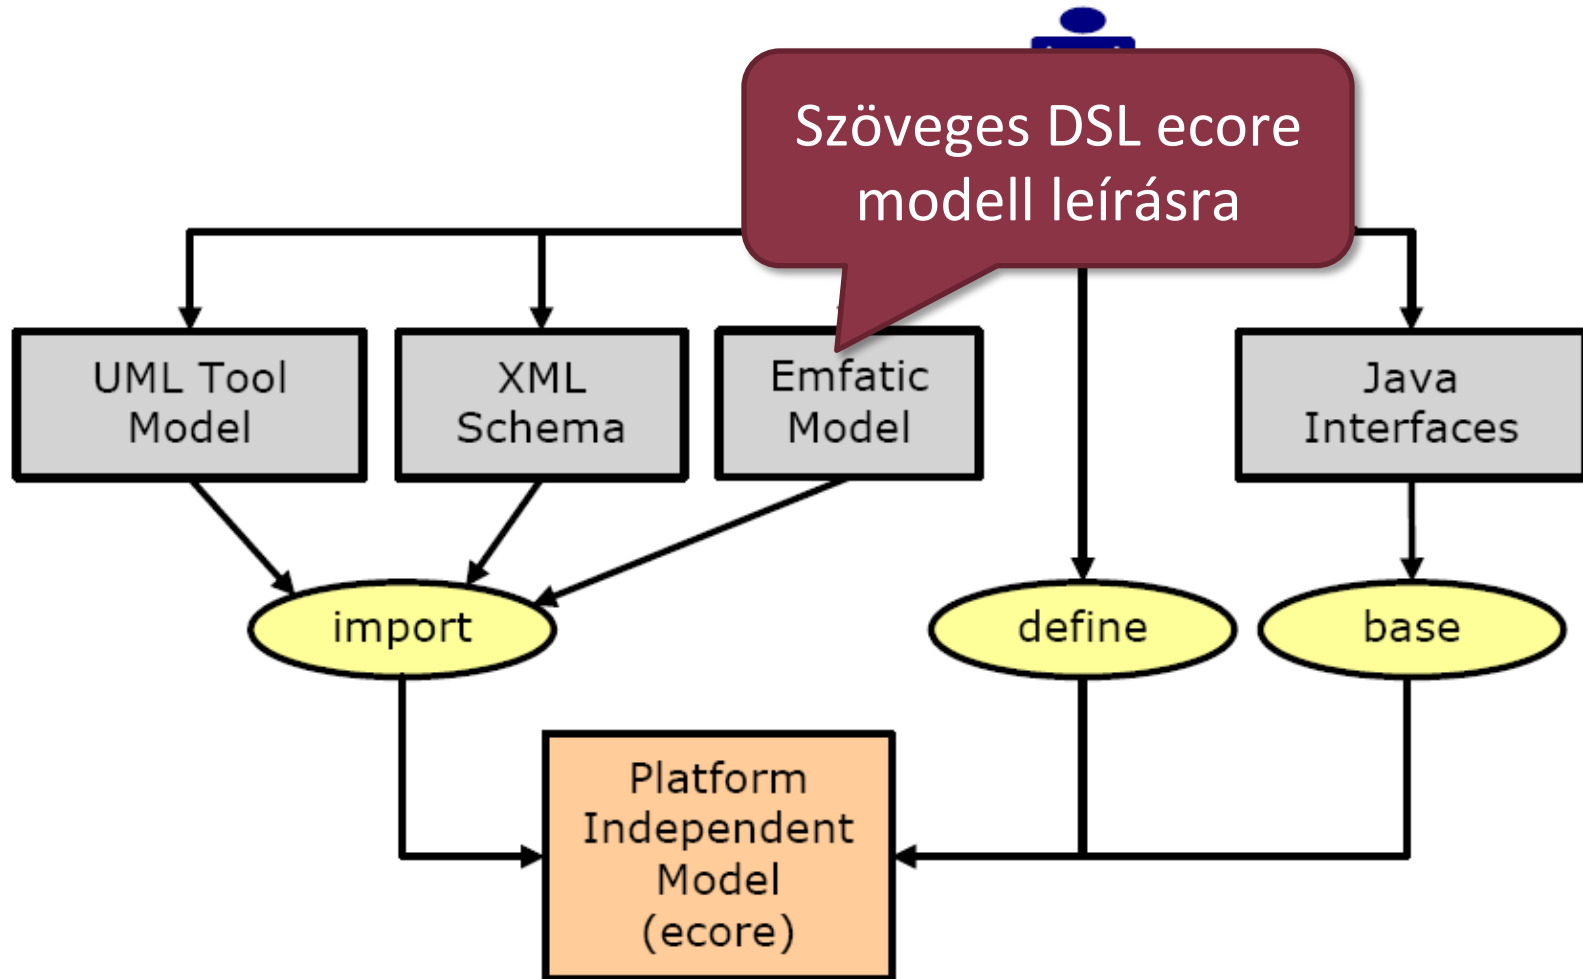 Szöveges DSL ecore
modell leírásra
UML Tool
Model
XML
Schema
Emfatic
Model
Java
Interfaces
import
define
base
Platform
Independent
Model
(ecore)